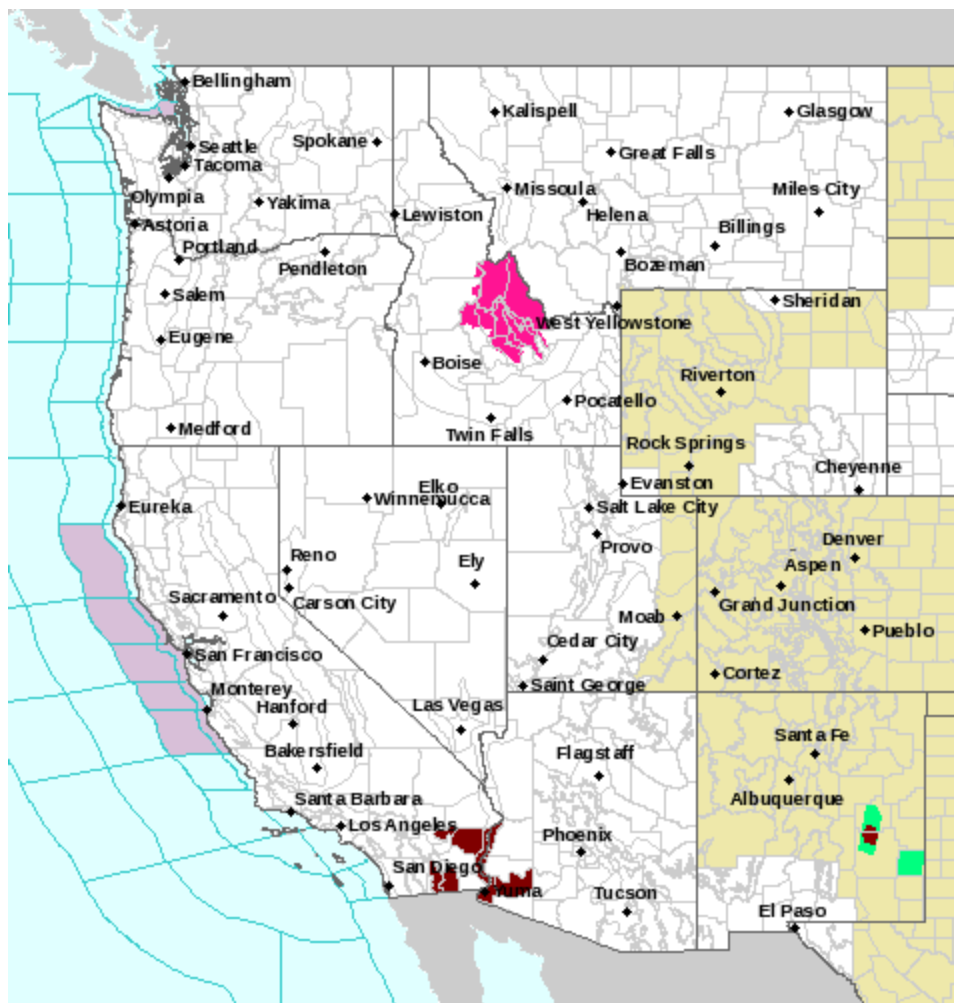 Bellingham
Kalispell
Glasgow
Seattle
Spokane
Great Falls
Tacoma
Missoula
Miles City
Olympia
Yakima
Lewiston
Helena
Astoria
Billings
Portland
Pendleton
Bozeman
Salem
Sheridan
West Yellowstone
Eugene
Boise
Riverton
Pocatello
Medford
Twin Falls
Rock Springs
Cheyenne
Elko
Evanston
Winnemucca
Eureka
Salt Lake City
Denver
Provo
Reno
Ely
Aspen
Sacramento
Carson City
Grand Junction
Moab
Pueblo
Cedar City
San Francisco
Cortez
Saint George
Monterey
Hanford
Las Vegas
Santa Fe
Bakersfield
Flagstaff
Albuquerque
Santa Barbara
Los Angeles
Phoenix
San Diego
Yuma
Tucson
El Paso